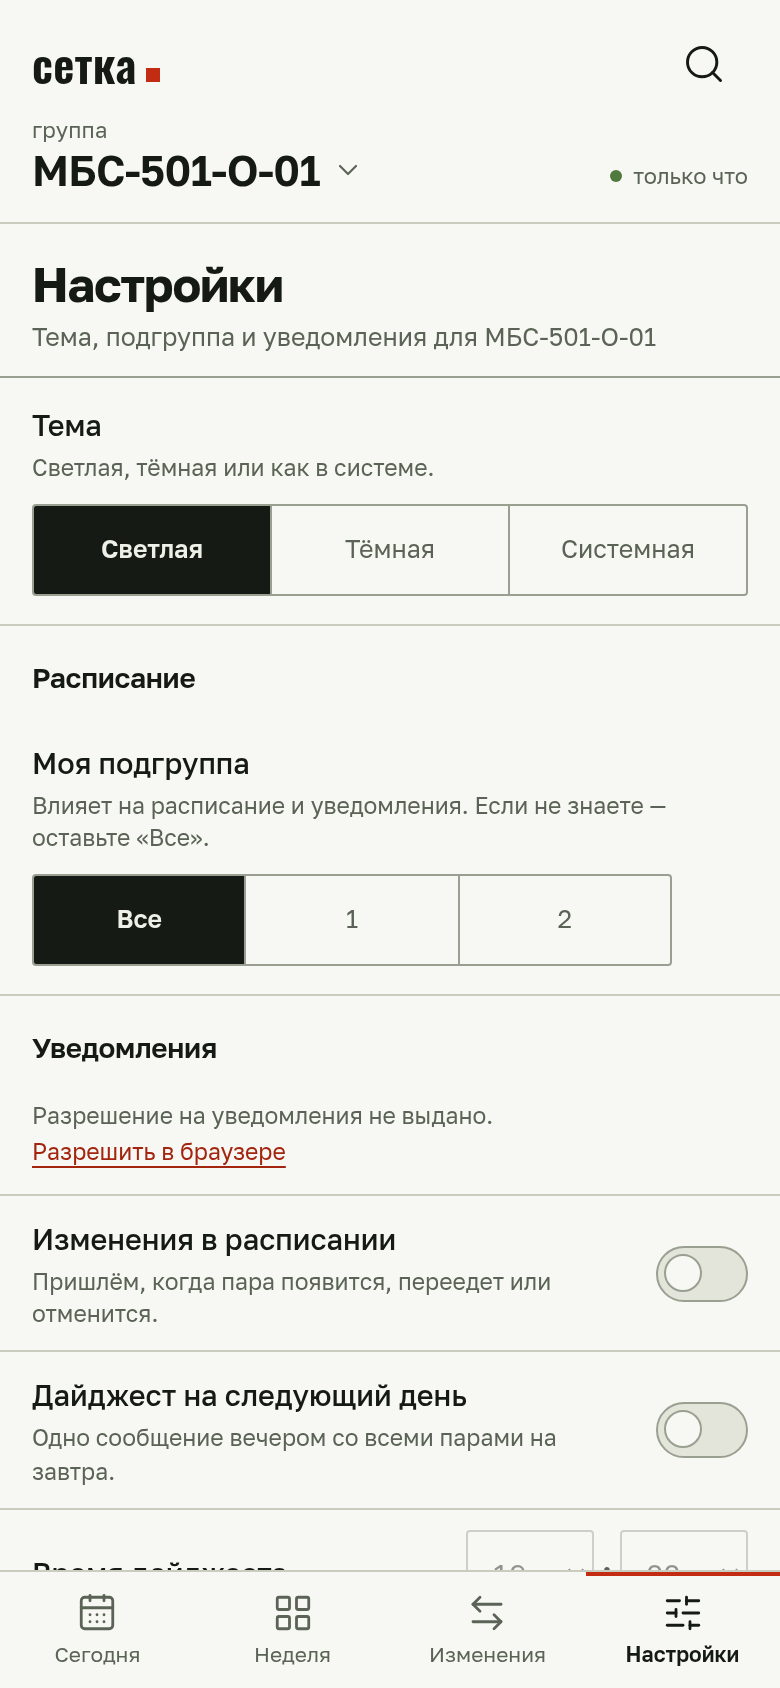 сетка
группа
МБС-501-О-01
только что
Настройки
Тема, подгруппа и уведомления для МБС-501-О-01
Тема
Светлая, тёмная или как в системе.
Светлая
Тёмная
Системная
Расписание
Моя подгруппа
Влияет на расписание и уведомления. Если не знаете —
оставьте «Все».
Все
1
2
Уведомления
Разрешение на уведомления не выдано.
Разрешить в браузере
Изменения в расписании
Пришлём, когда пара появится, переедет или
отменится.
Дайджест на следующий день
Одно сообщение вечером со всеми парами на
завтра.
Время дайджеста
Сегодня
Неделя
Изменения
Настройки